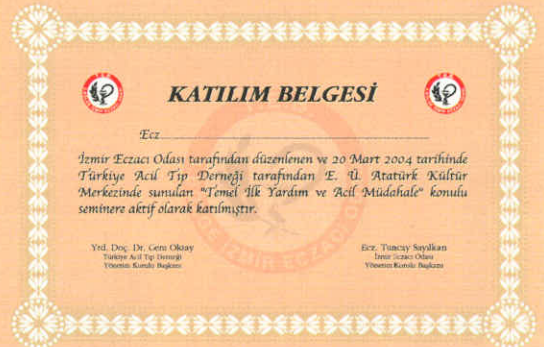 KATILIM BELGESİ
Ecz
İzmir Eczacı Odası tarafından düzenlenen ve 20 Mart 2004 tarihinde
Türkiye Acil Tıp Derneği tarafından E. Ü. Atatürk Kültür
Merkezinde sunulan "Temel İlk Yardım ve Acil Müdahale" konulu
seminere aktif olarak katılmıştır.
Yrd. Doç. Dr. Cem Oktay
Türkiye Acil Tıp Derneği
Yönetim Kurulu Başkanı
Ecz. Tuncay Sayılkan
İzmir Eczacı Odası
Yönetim Kurulu Başkanı